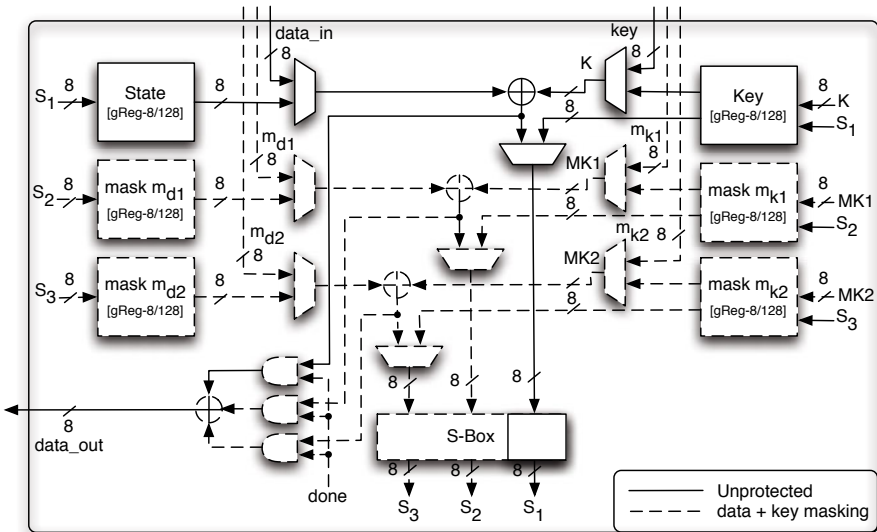 data_in
8
key
8
K
S1
8
State
[gReg-8/128]
8
8
Key
[gReg-8/128]
8
K
S1
md1
8
mk1
8
MK1
S2
8
mask md1
[gReg-8/128]
8
8
mask mk1
[gReg-8/128]
8
MK1
S2
md2
8
mk2
8
MK2
S3
8
mask md2
[gReg-8/128]
8
8
mask mk2
[gReg-8/128]
8
MK2
S3
8
8
8
8
data_out
S-Box
done
8
8
8
S3
S2
S1
Unprotected
data + key masking